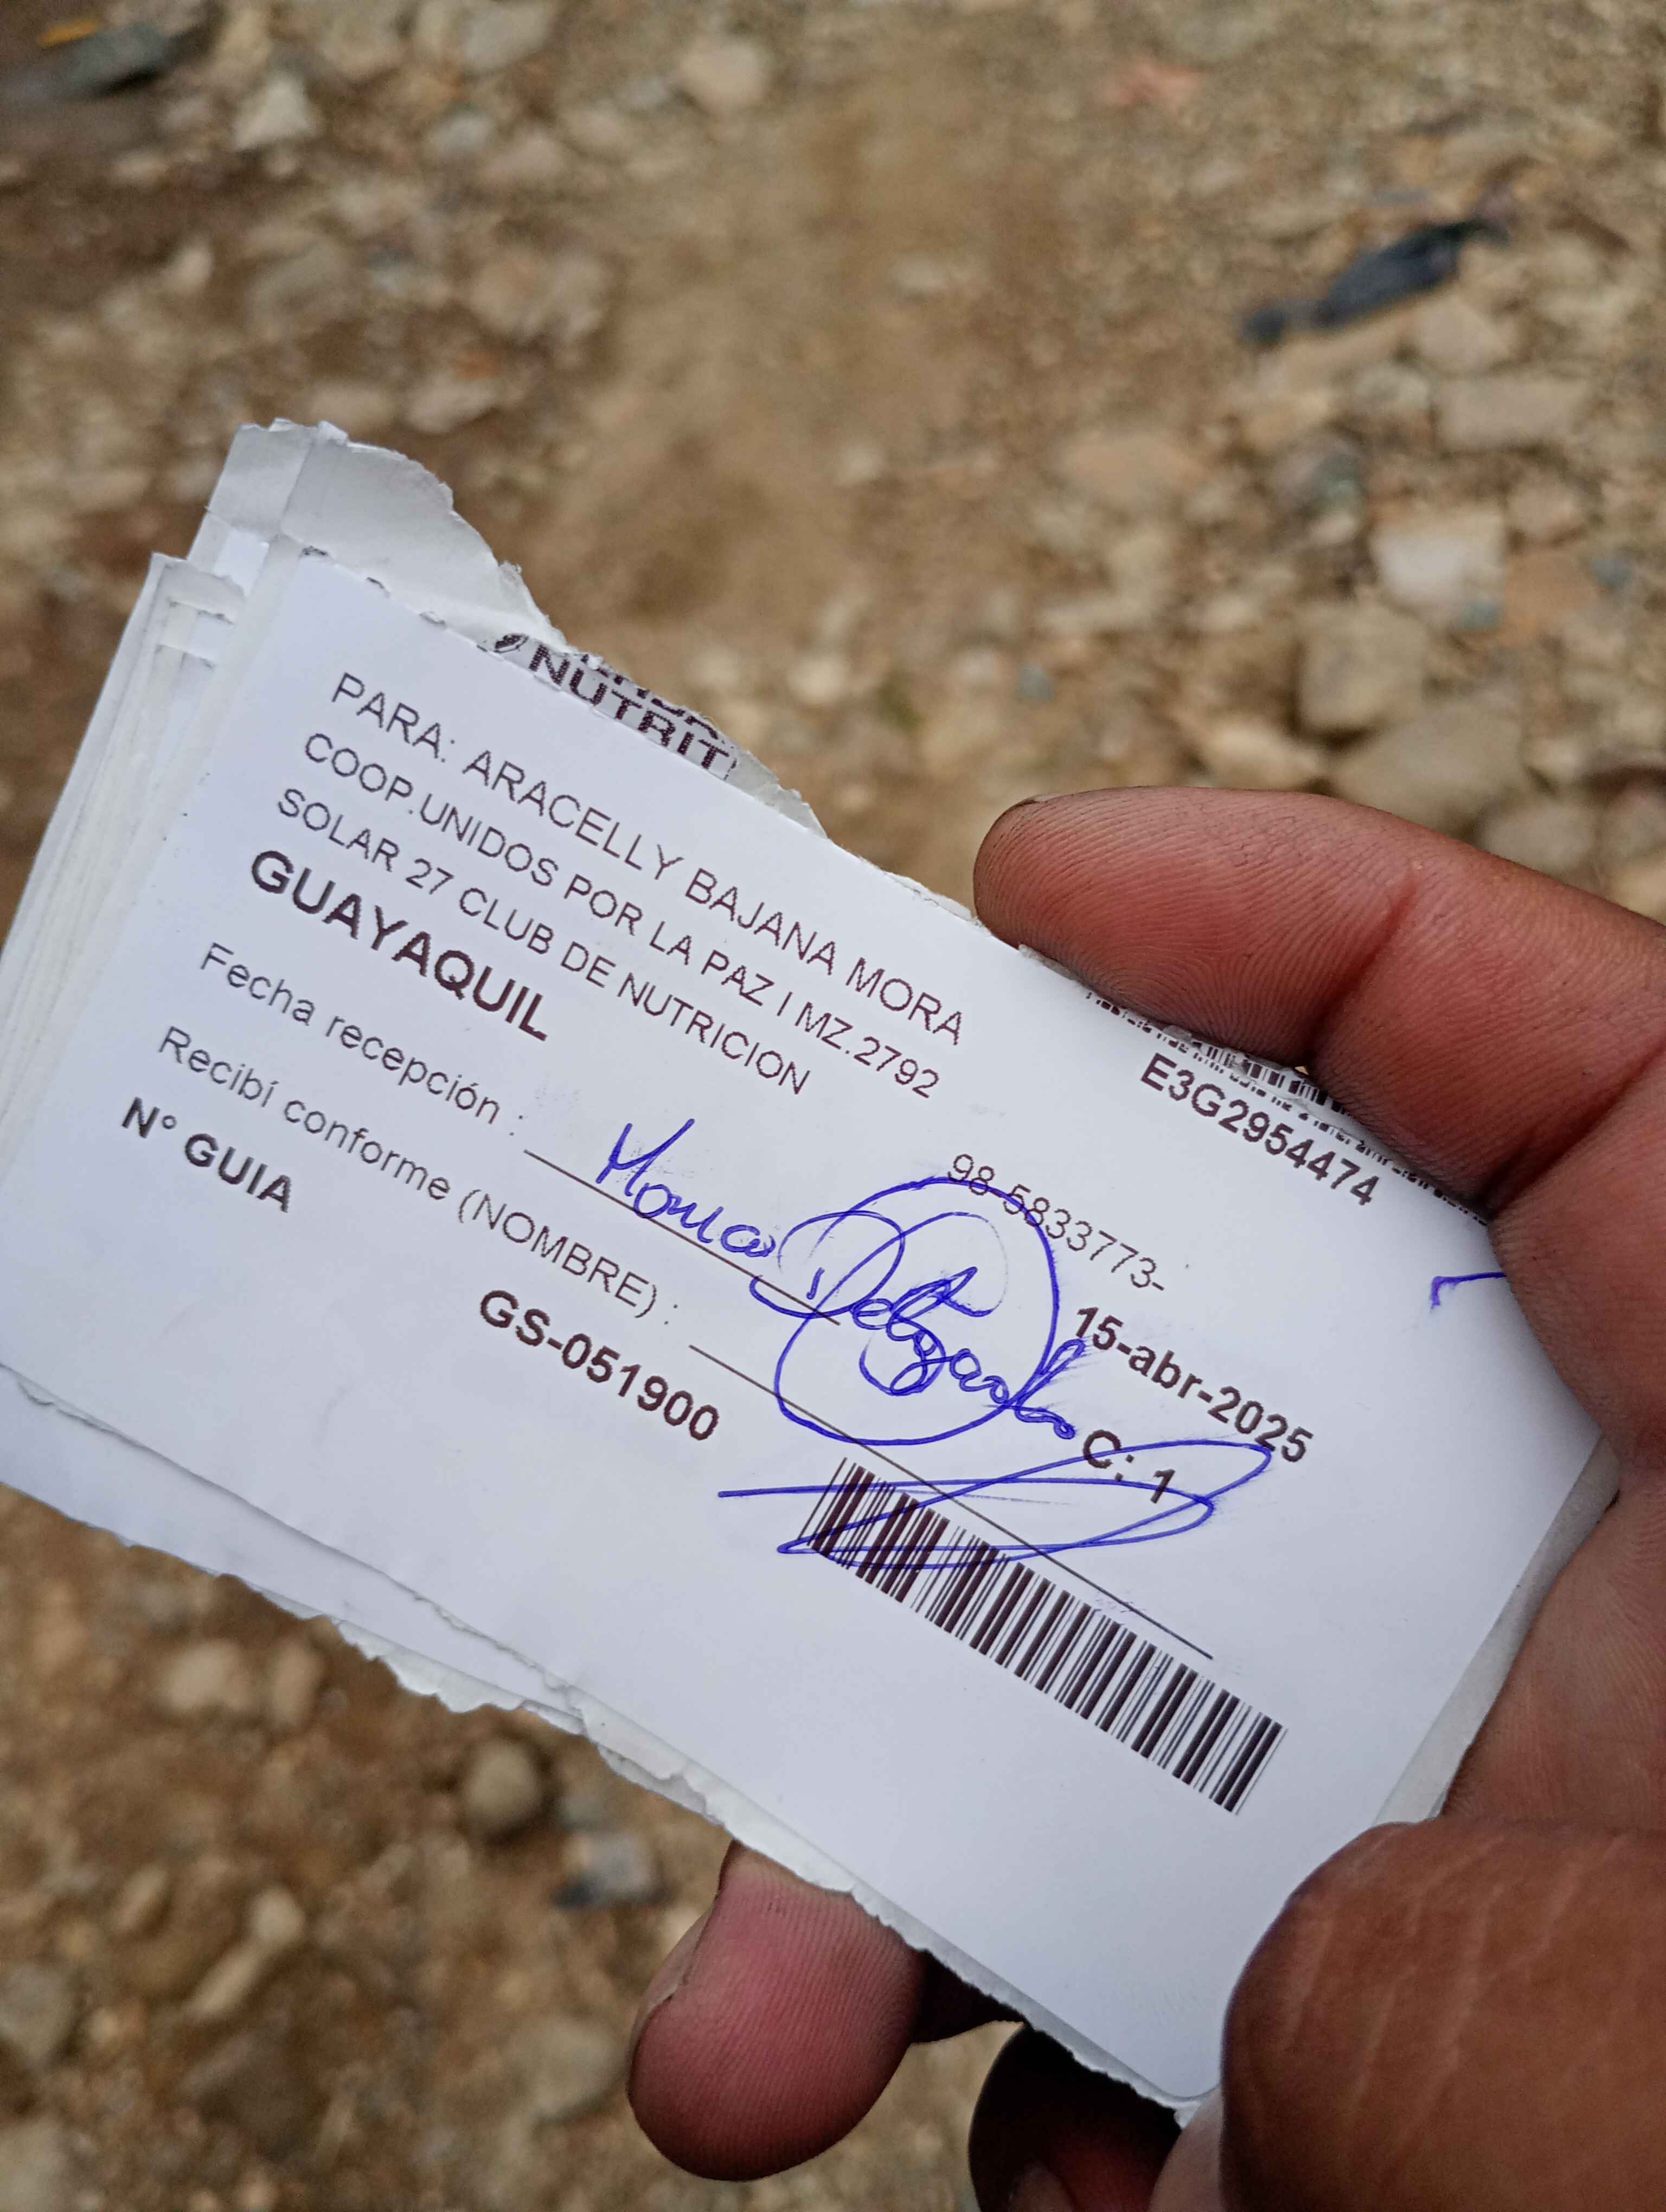 NUTRIT
PARA: ARACELLY BAJANA MORA
COOP.UNIDOS POR LA PAZ I MZ.2792
SOLAR 27 CLUB DE NUTRICION
GUAYAQUIL
E3G2954474
98-5833773-
Fecha recepción :
15-abr-2025
Monica Delgado
Recibí conforme (NOMBRE) :
C: 1
N° GUIA
GS-051900